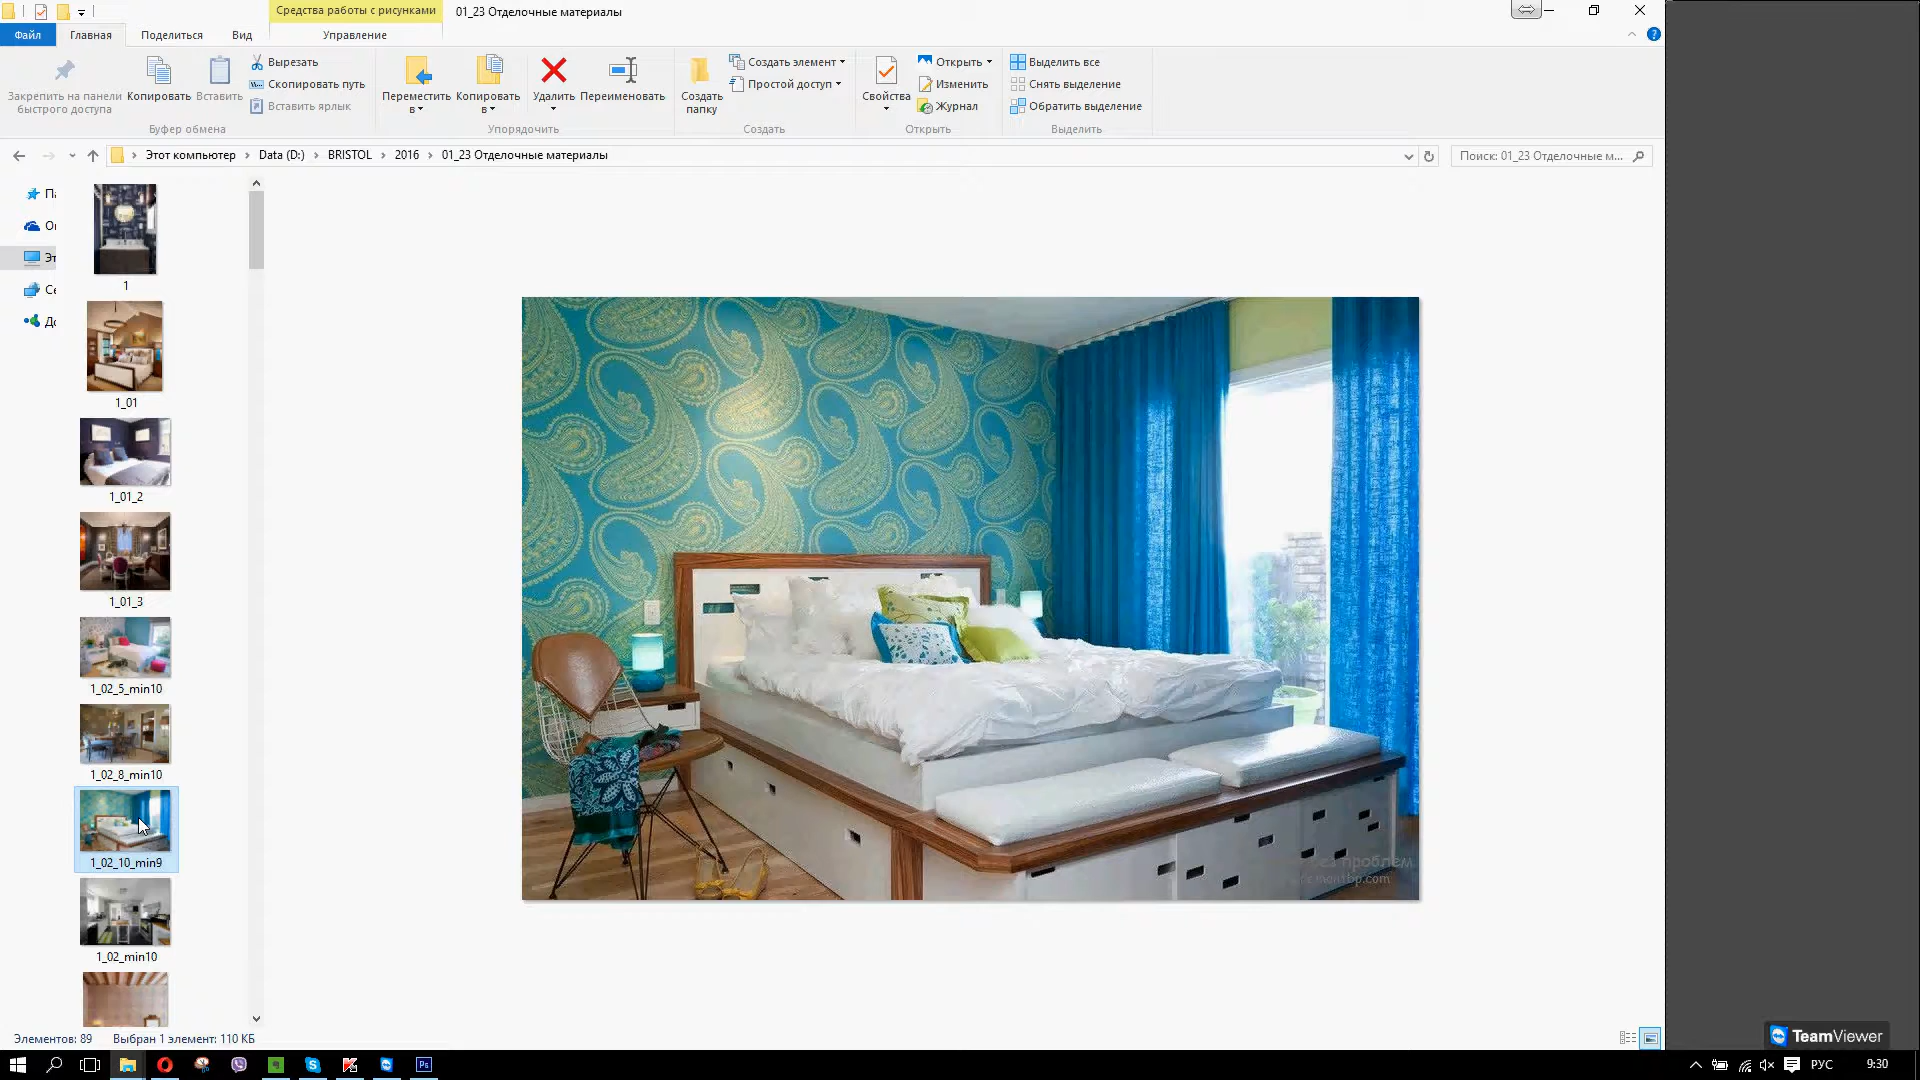 Средства работы с рисунками
01_23 Отделочные материалы
Файл
Главная
Поделиться
Вид
Управление
Закрепить на панели быстрого доступа
Копировать
Вставить
Вырезать
Скопировать путь
Вставить ярлык
Буфер обмена
Переместить в
Копировать в
Удалить
Переименовать
Упорядочить
Создать папку
Создать элемент
Простой доступ
Создать
Свойства
Открыть
Изменить
Журнал
Открыть
Выделить все
Снять выделение
Обратить выделение
Выделить
Этот компьютер
Data (D:)
BRISTOL
2016
01_23 Отделочные материалы
Поиск: 01_23 Отделочные м...
1
1_01
1_01_2
1_01_3
1_02_5_min10
1_02_8_min10
1_02_10_min9
1_02_min10
без проблем
Элементов: 89
Выбран 1 элемент: 110 КБ
TeamViewer
Ps
РУС
9:30